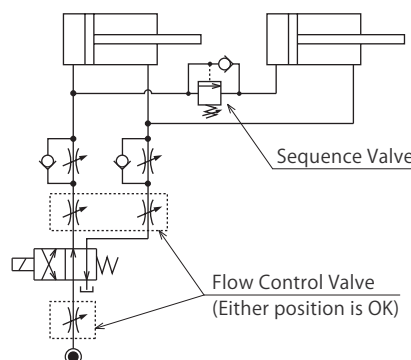 Sequence Valve
Flow Control Valve
(Either position is OK)